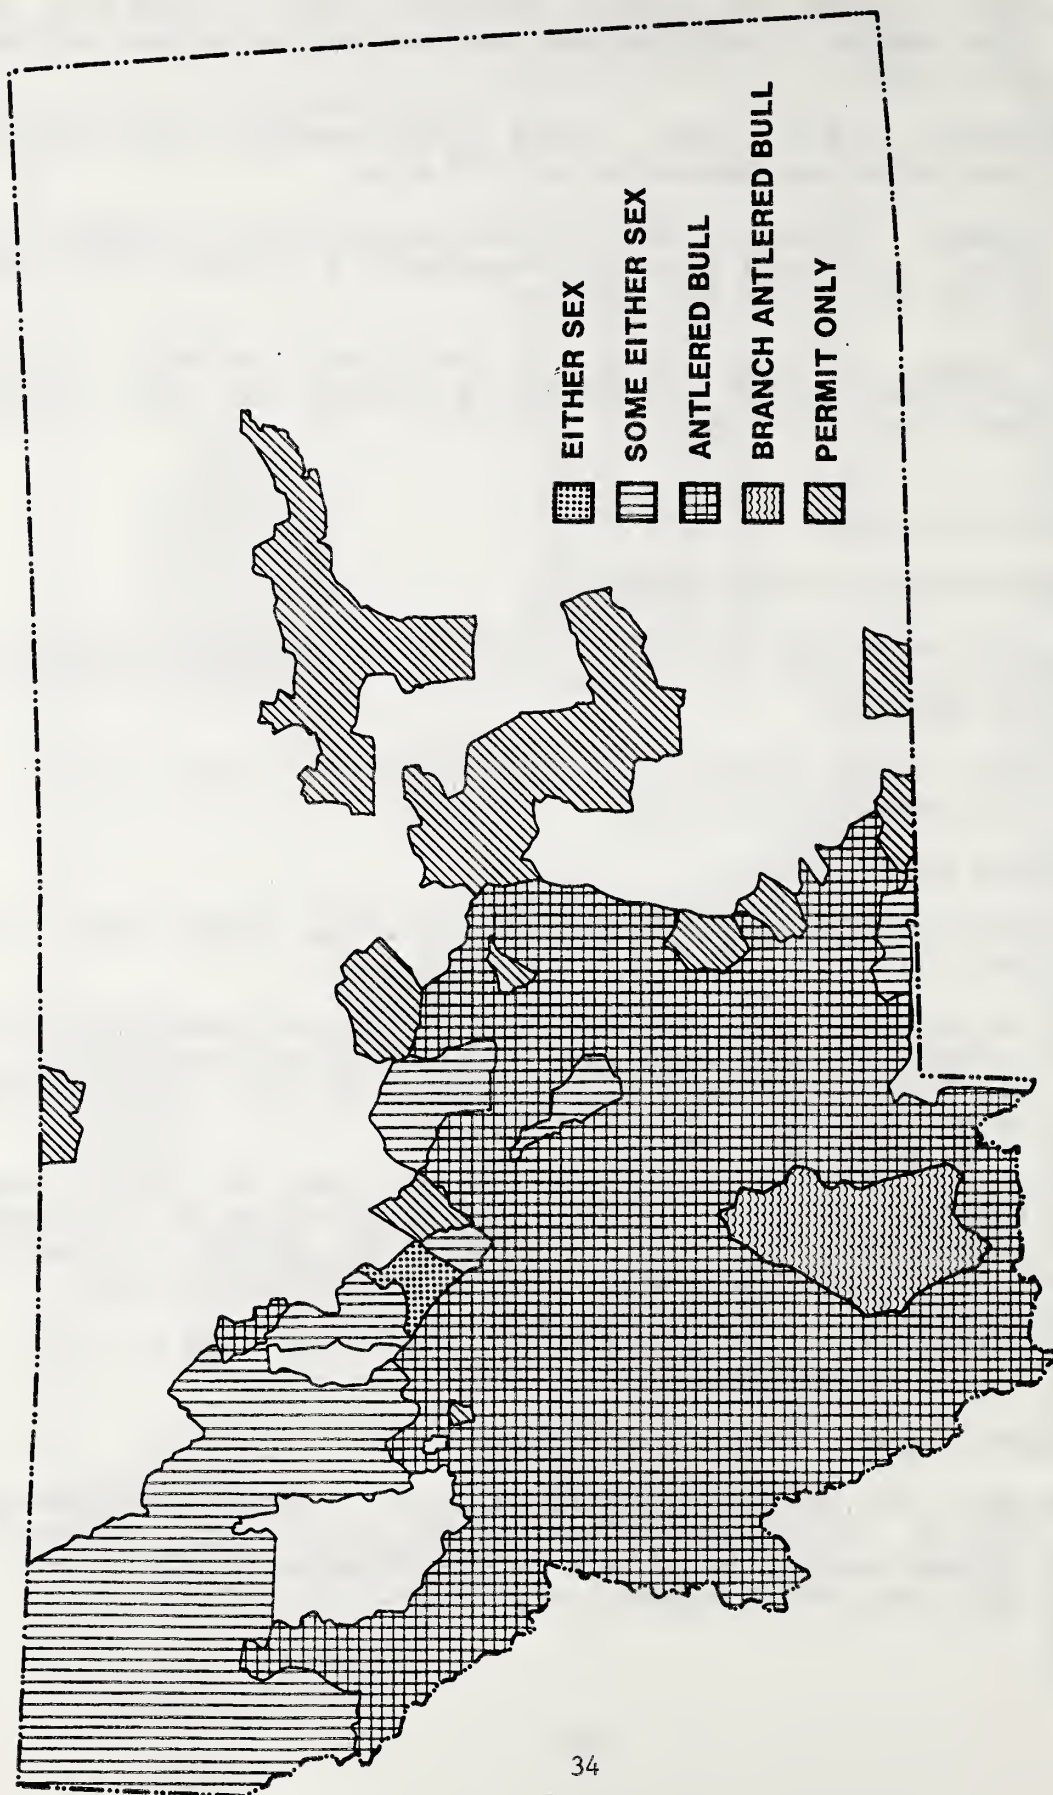 EITHER SEX
SOME EITHER SEX
ANTLERED BULL
BRANCH ANTLERED BULL
PERMIT ONLY
34